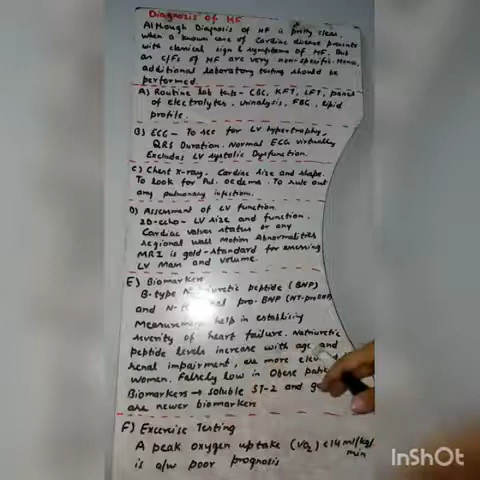 Diagnosis of HF
Although Diagnosis of HF is pretty clear
when a known case of Cardiac disease presents
with classical sign & symptoms of HF. But
as C/Fs of HF are very non-specific. Hence,
additional laboratory testing should be
performed.
A) Routine lab tests- CBC, KFT, LFT, panel
of electrolytes, urinalysis, FBG, lipid
profile.
B) ECG - To see for LV Hypertrophy,
QRS Duration. Normal ECG virtually
Excludes LV systolic Dysfunction.
C) Chest X-ray. Cardiac size and shape.
To look for Pul. oedema. To rule out
any pulmonary infection.
D) Assessment of LV function.
2D-echo- LV size and function.
Cardiac valves status or any
regional wall Motion Abnormalities
MRI is gold-standard for assessing
LV Mass and volume.
E) Biomarkers
B-type Natriuretic peptide (BNP)
and pro-BNP
Measurement help in establishing
severity of heart failure. Natriuretic
peptide levels increase with age and
renal impairment, are more
women. Falsely low in Obese
Biomarkers → soluble ST-2 and
are newer biomarkers
F) Excercise Testing
A peak oxygen uptake (VO2) <14 ml/kg/
min
is a/w poor prognosis
InShOt